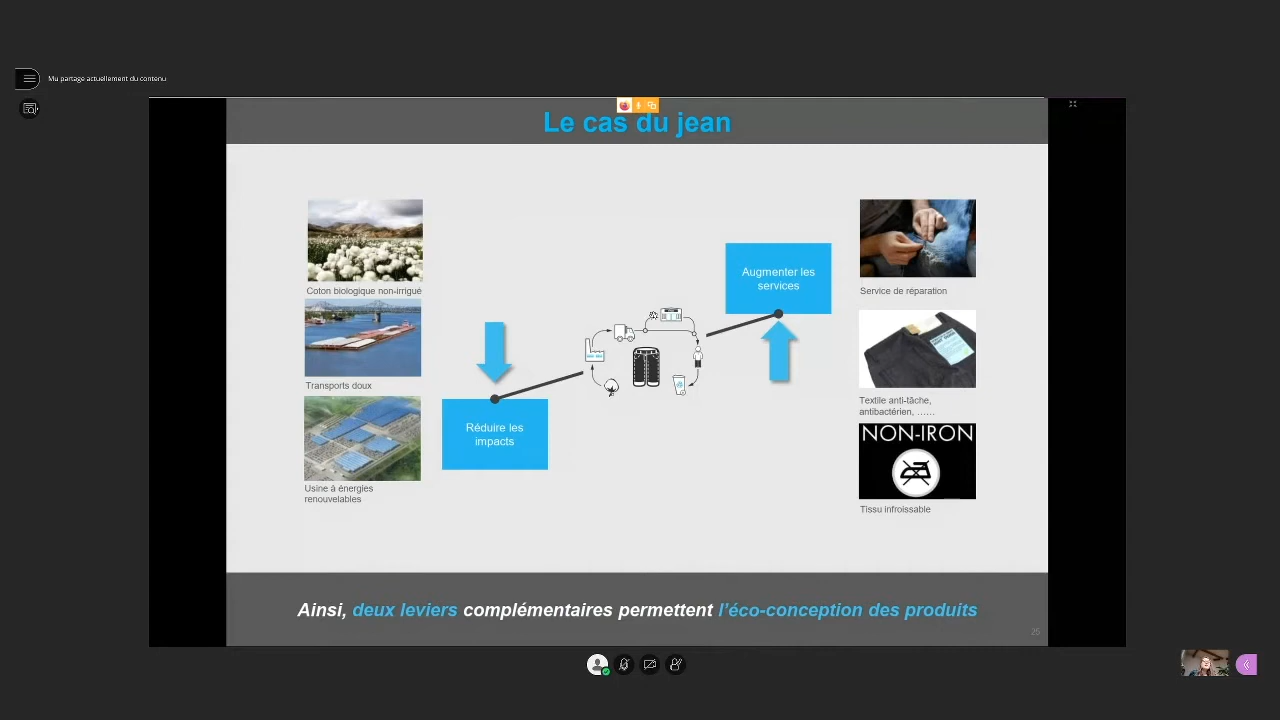 Mu partage actuellement du contenu
Le cas du jean
Coton biologique non-irrigué
Transports doux
Usine à énergies
renouvelables
Réduire les
impacts
Augmenter les
services
Service de réparation
Textile anti-tâche,
antibactérien, ......
NON-IRON
Tissu infroissable
Ainsi, deux leviers complémentaires permettent l'éco-conception des produits
25